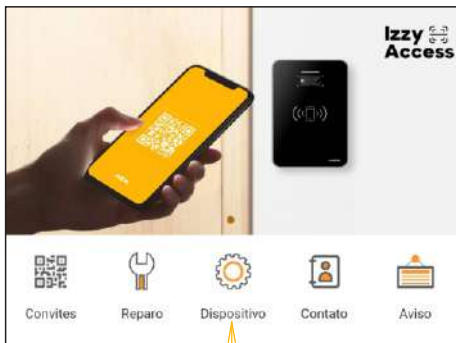 Izzy
Access
Convites
Reparo
Dispositivo
Contato
Aviso